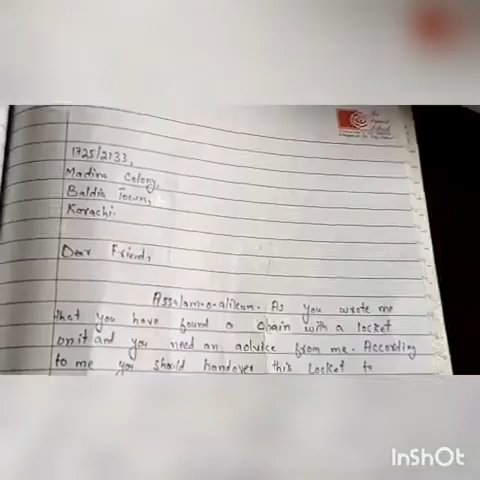 1725/2133,
Madina Colony,
Baldia Town,
Karachi.
Dear Friend,
Assalam-o-alikum. As you wrote me
that you have found a chain with a locket
on it and you need an advice from me. According
to me you should handover this Locket to
InShOt